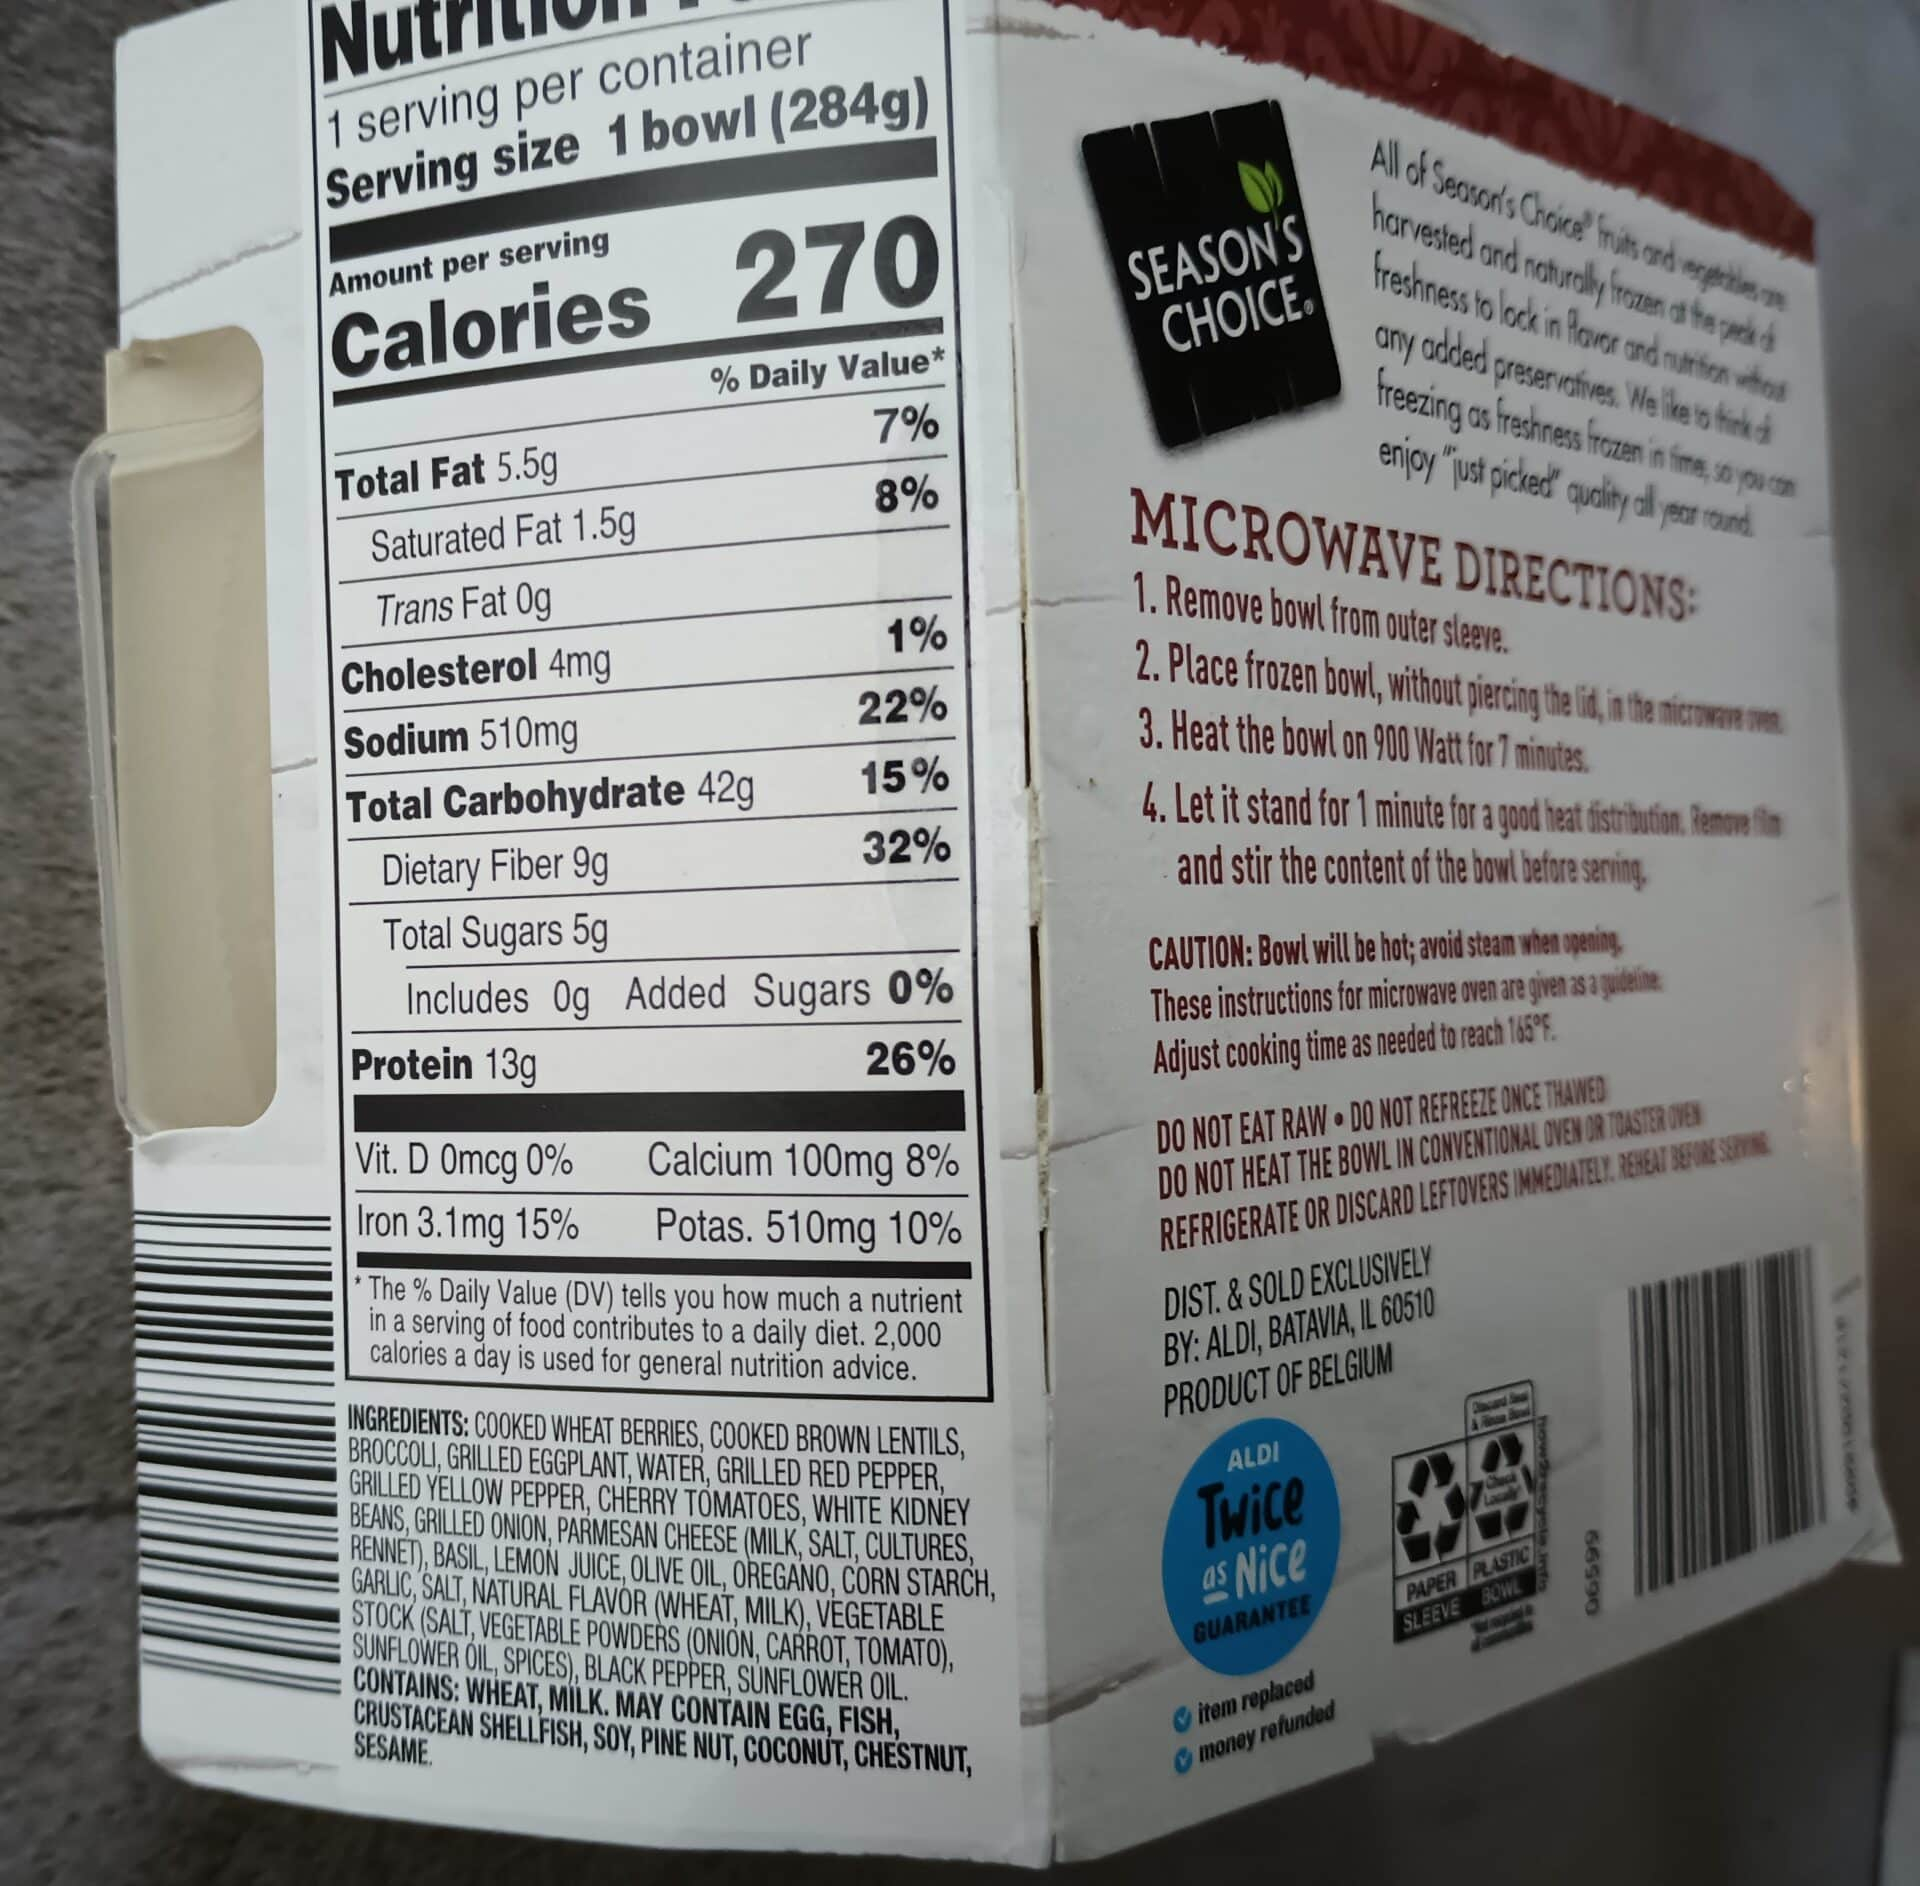 Nutrition
1 serving per container
Serving size 1 bowl (284g)
Amount per serving
Calories 270
% Daily Value*
Total Fat 5.5g 7%
Saturated Fat 1.5g 8%
Trans Fat 0g
Cholesterol 4mg 1%
Sodium 510mg 22%
Total Carbohydrate 42g 15%
Dietary Fiber 9g 32%
Total Sugars 5g
Includes 0g Added Sugars 0%
Protein 13g 26%
Vit. D 0mcg 0% Calcium 100mg 8%
Iron 3.1mg 15% Potas. 510mg 10%
* The % Daily Value (DV) tells you how much a nutrient
in a serving of food contributes to a daily diet. 2,000
calories a day is used for general nutrition advice.
INGREDIENTS: COOKED WHEAT BERRIES, COOKED BROWN LENTILS,
BROCCOLI, GRILLED EGGPLANT, WATER, GRILLED RED PEPPER,
GRILLED YELLOW PEPPER, CHERRY TOMATOES, WHITE KIDNEY
BEANS, GRILLED ONION, PARMESAN CHEESE (MILK, SALT, CULTURES,
RENNET), BASIL, LEMON JUICE, OLIVE OIL, OREGANO, CORN STARCH,
GARLIC, SALT, NATURAL FLAVOR (WHEAT, MILK), VEGETABLE
STOCK (SALT, VEGETABLE POWDERS (ONION, CARROT, TOMATO),
SUNFLOWER OIL, SPICES), BLACK PEPPER, SUNFLOWER OIL.
CONTAINS: WHEAT, MILK. MAY CONTAIN EGG, FISH,
CRUSTACEAN SHELLFISH, SOY, PINE NUT, COCONUT, CHESTNUT,
SESAME.
SEASON'S
CHOICE®
All of Season's Choice® fruits and vegetables are
harvested and naturally frozen at the peak of
freshness to lock in flavor and nutrition without
any added preservatives. We like to think of
freezing as freshness frozen in time, so you can
enjoy "just picked" quality all year round.
MICROWAVE DIRECTIONS:
1. Remove bowl from outer sleeve.
2. Place frozen bowl, without piercing the lid, in the microwave oven.
3. Heat the bowl on 900 Watt for 7 minutes.
4. Let it stand for 1 minute for a good heat distribution. Remove film
and stir the content of the bowl before serving.
CAUTION: Bowl will be hot; avoid steam when opening.
These instructions for microwave oven are given as a guideline.
Adjust cooking time as needed to reach 165°F.
DO NOT EAT RAW • DO NOT REFREEZE ONCE THAWED
DO NOT HEAT THE BOWL IN CONVENTIONAL OVEN OR TOASTER OVEN
REFRIGERATE OR DISCARD LEFTOVERS IMMEDIATELY. REHEAT BEFORE SERVING
DIST. & SOLD EXCLUSIVELY
BY: ALDI, BATAVIA, IL 60510
PRODUCT OF BELGIUM
ALDI
Twice
as Nice
GUARANTEE
item replaced
money refunded
Check
Locally
PAPER PLASTIC
SLEEVE BOWL
how2recycle.info